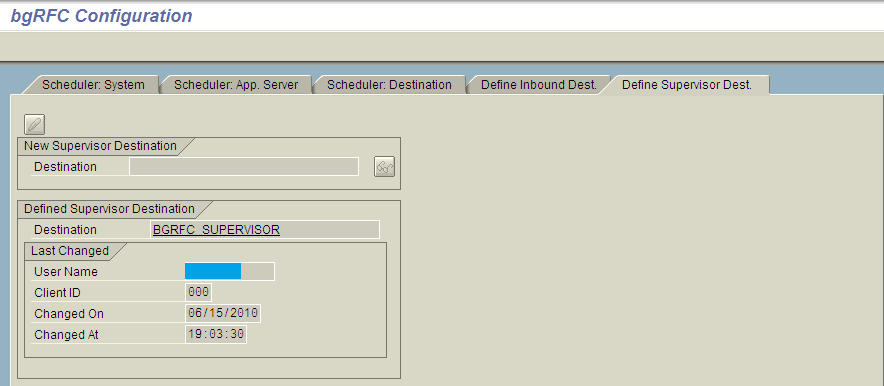 bgRFC Configuration
Scheduler: System Scheduler: App. Server Scheduler: Destination Define Inbound Dest. Define Supervisor Dest.
New Supervisor Destination
Destination
Defined Supervisor Destination
Destination BGRFC_SUPERVISOR
Last Changed
User Name
Client ID 000
Changed On 06/15/2010
Changed At 19:03:30